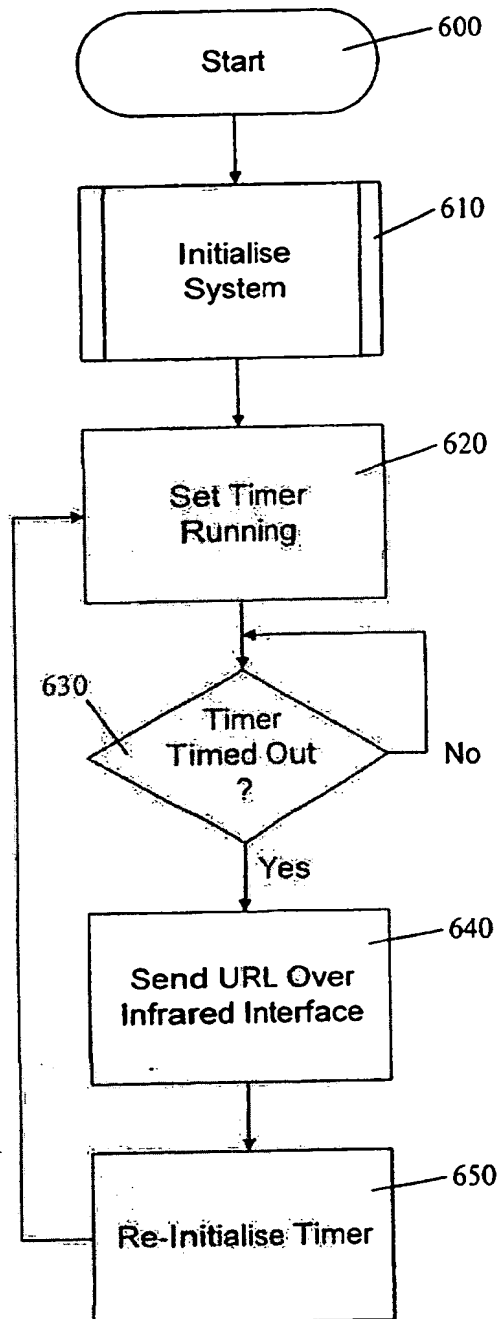 600
Start
610
Initialise
System
620
Set Timer
Running
630
Timer
Timed Out
?
No
Yes
640
Send URL Over
Infrared Interface
650
Re-Initialise Timer